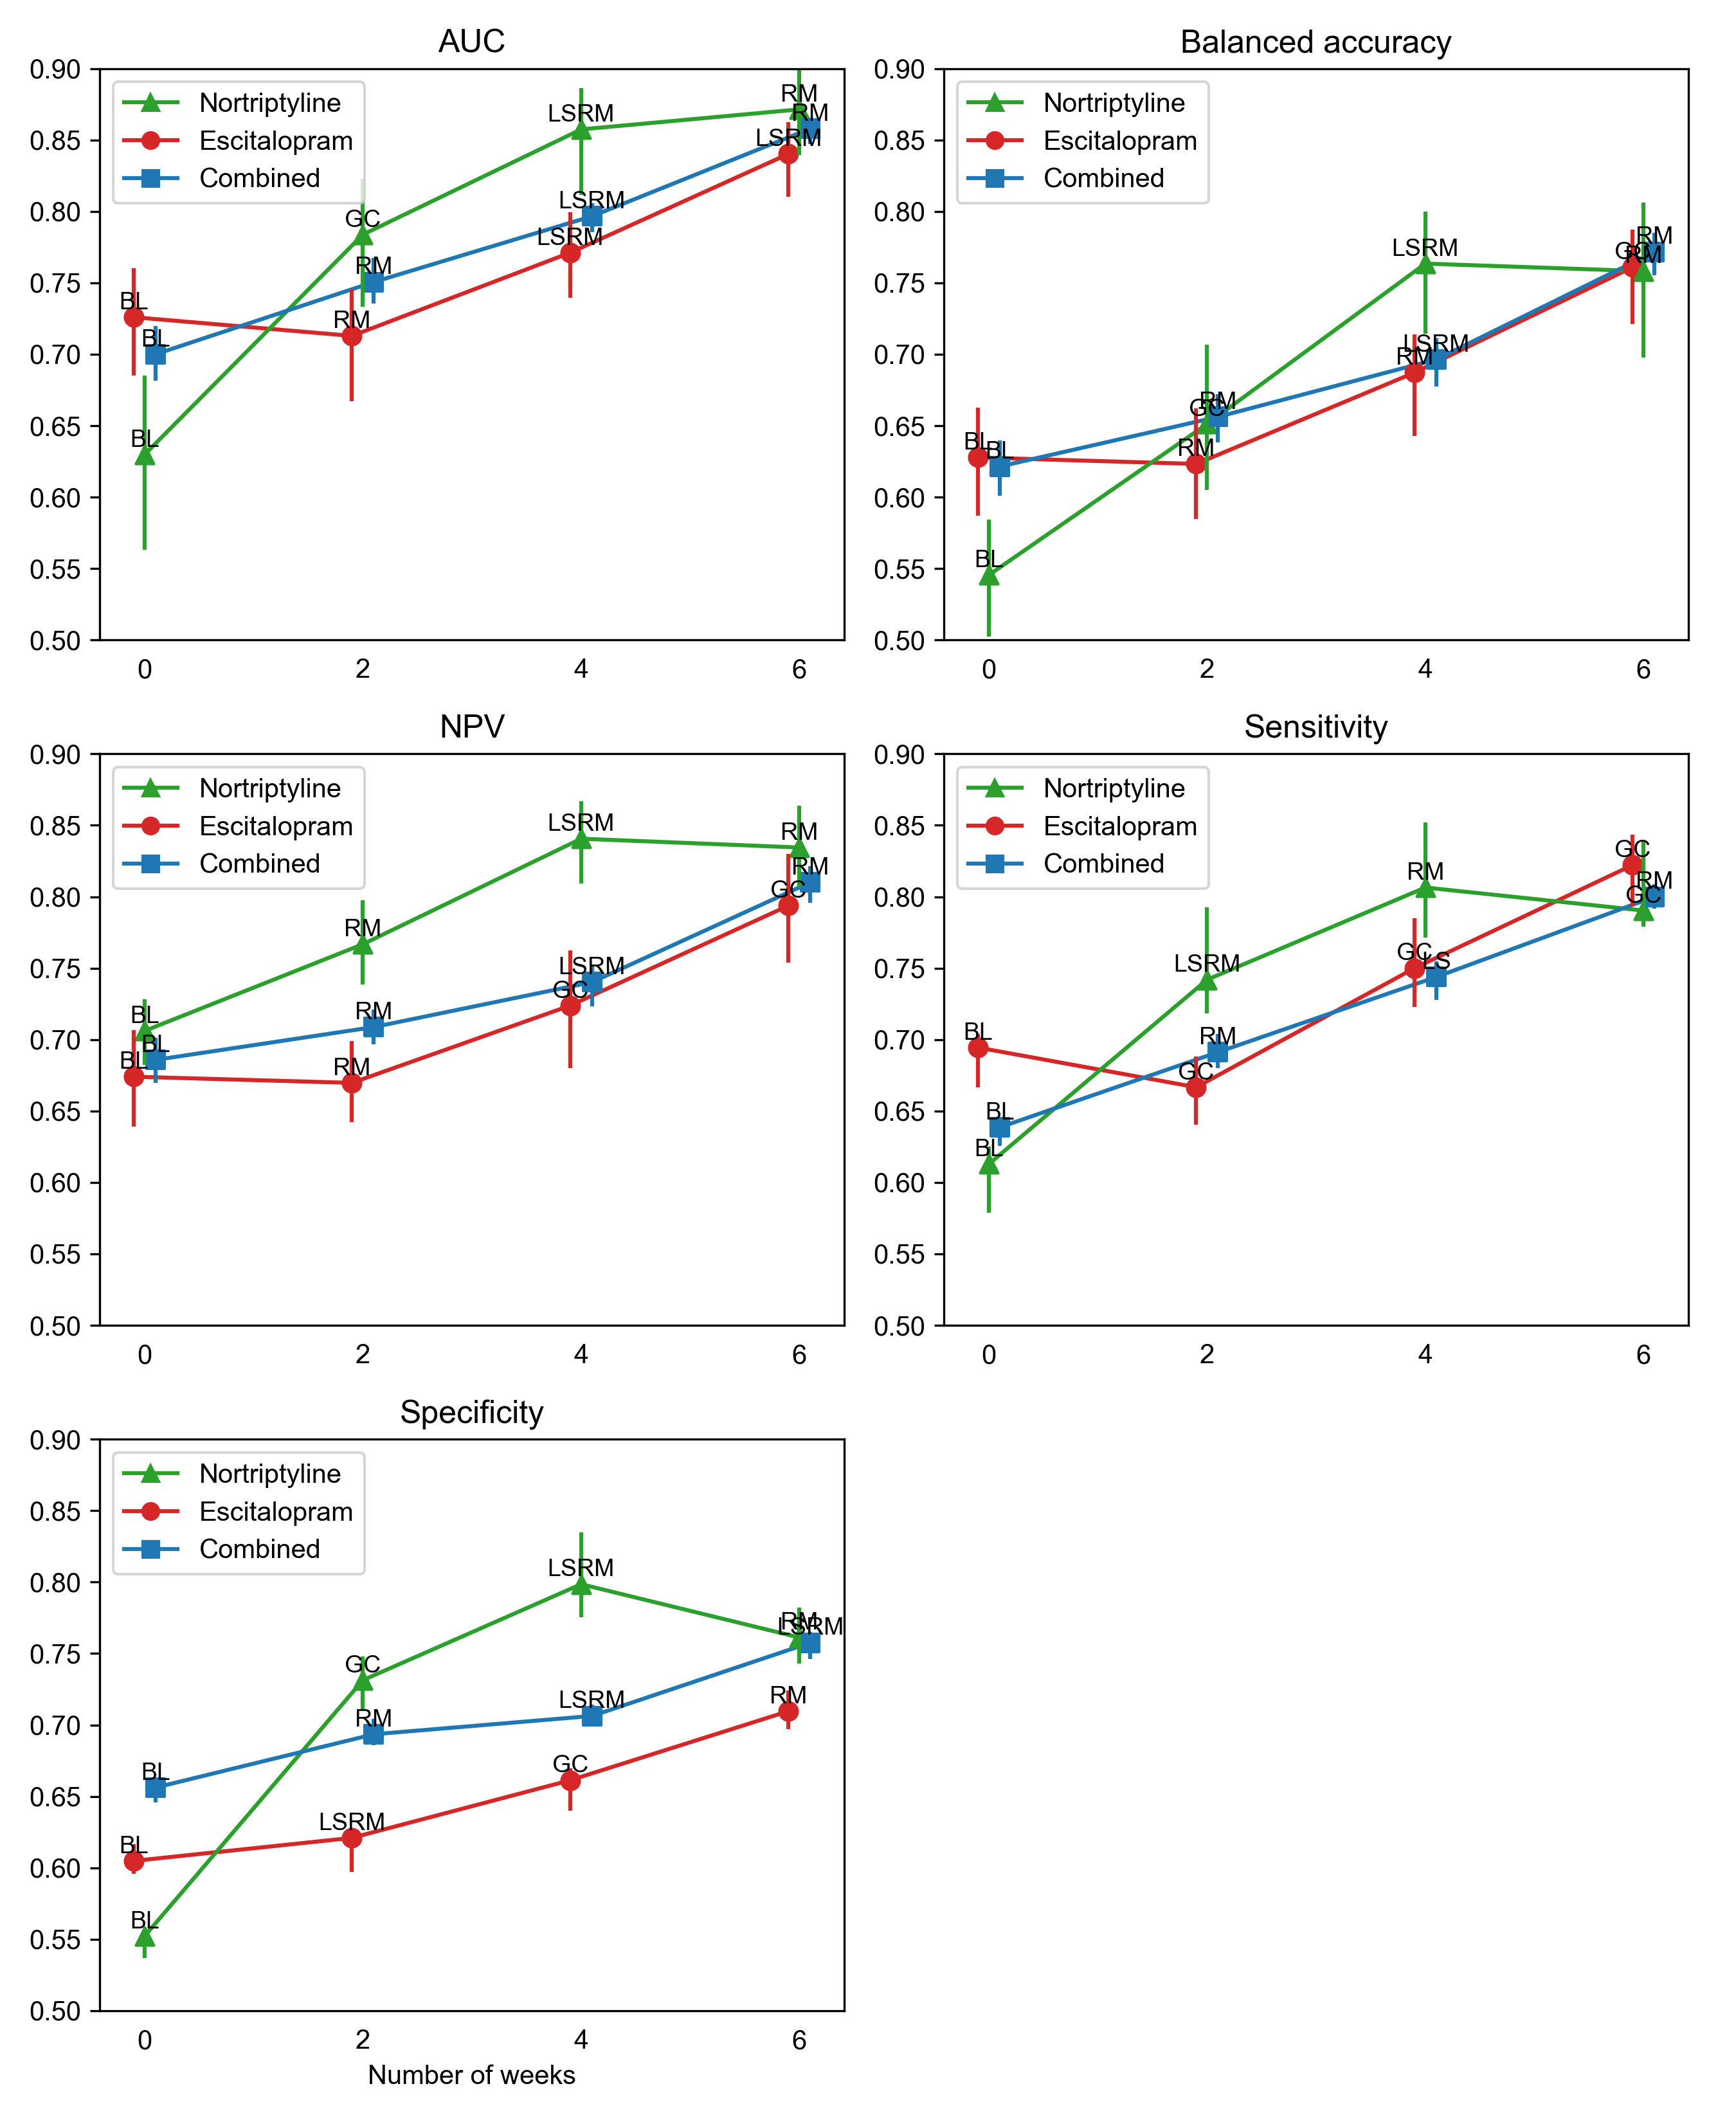 AUC
0.90
0.85
0.80
0.75
0.70
0.65
0.60
0.55
0.50
Nortriptyline
Escitalopram
Combined
BL
BL
BL
GC
RM
RM
LSRM
LSRM
LSRM
RM
RM
LSRM
0 2 4 6
Balanced accuracy
0.90
0.85
0.80
0.75
0.70
0.65
0.60
0.55
0.50
Nortriptyline
Escitalopram
Combined
BL
BL
BL
RM
GC
RM
LSRM
LSRM
RM
RM
GC
RM
0 2 4 6
NPV
0.90
0.85
0.80
0.75
0.70
0.65
0.60
0.55
0.50
Nortriptyline
Escitalopram
Combined
BL
BL
BL
RM
RM
RM
LSRM
LSRM
GC
RM
RM
GC
0 2 4 6
Sensitivity
0.90
0.85
0.80
0.75
0.70
0.65
0.60
0.55
0.50
Nortriptyline
Escitalopram
Combined
BL
BL
BL
LSRM
RM
GC
RM
GC
LS
GC
RM
GC
0 2 4 6
Specificity
0.90
0.85
0.80
0.75
0.70
0.65
0.60
0.55
0.50
Nortriptyline
Escitalopram
Combined
BL
BL
BL
GC
RM
LSRM
LSRM
LSRM
GC
RM
LSRM
RM
0 2 4 6
Number of weeks